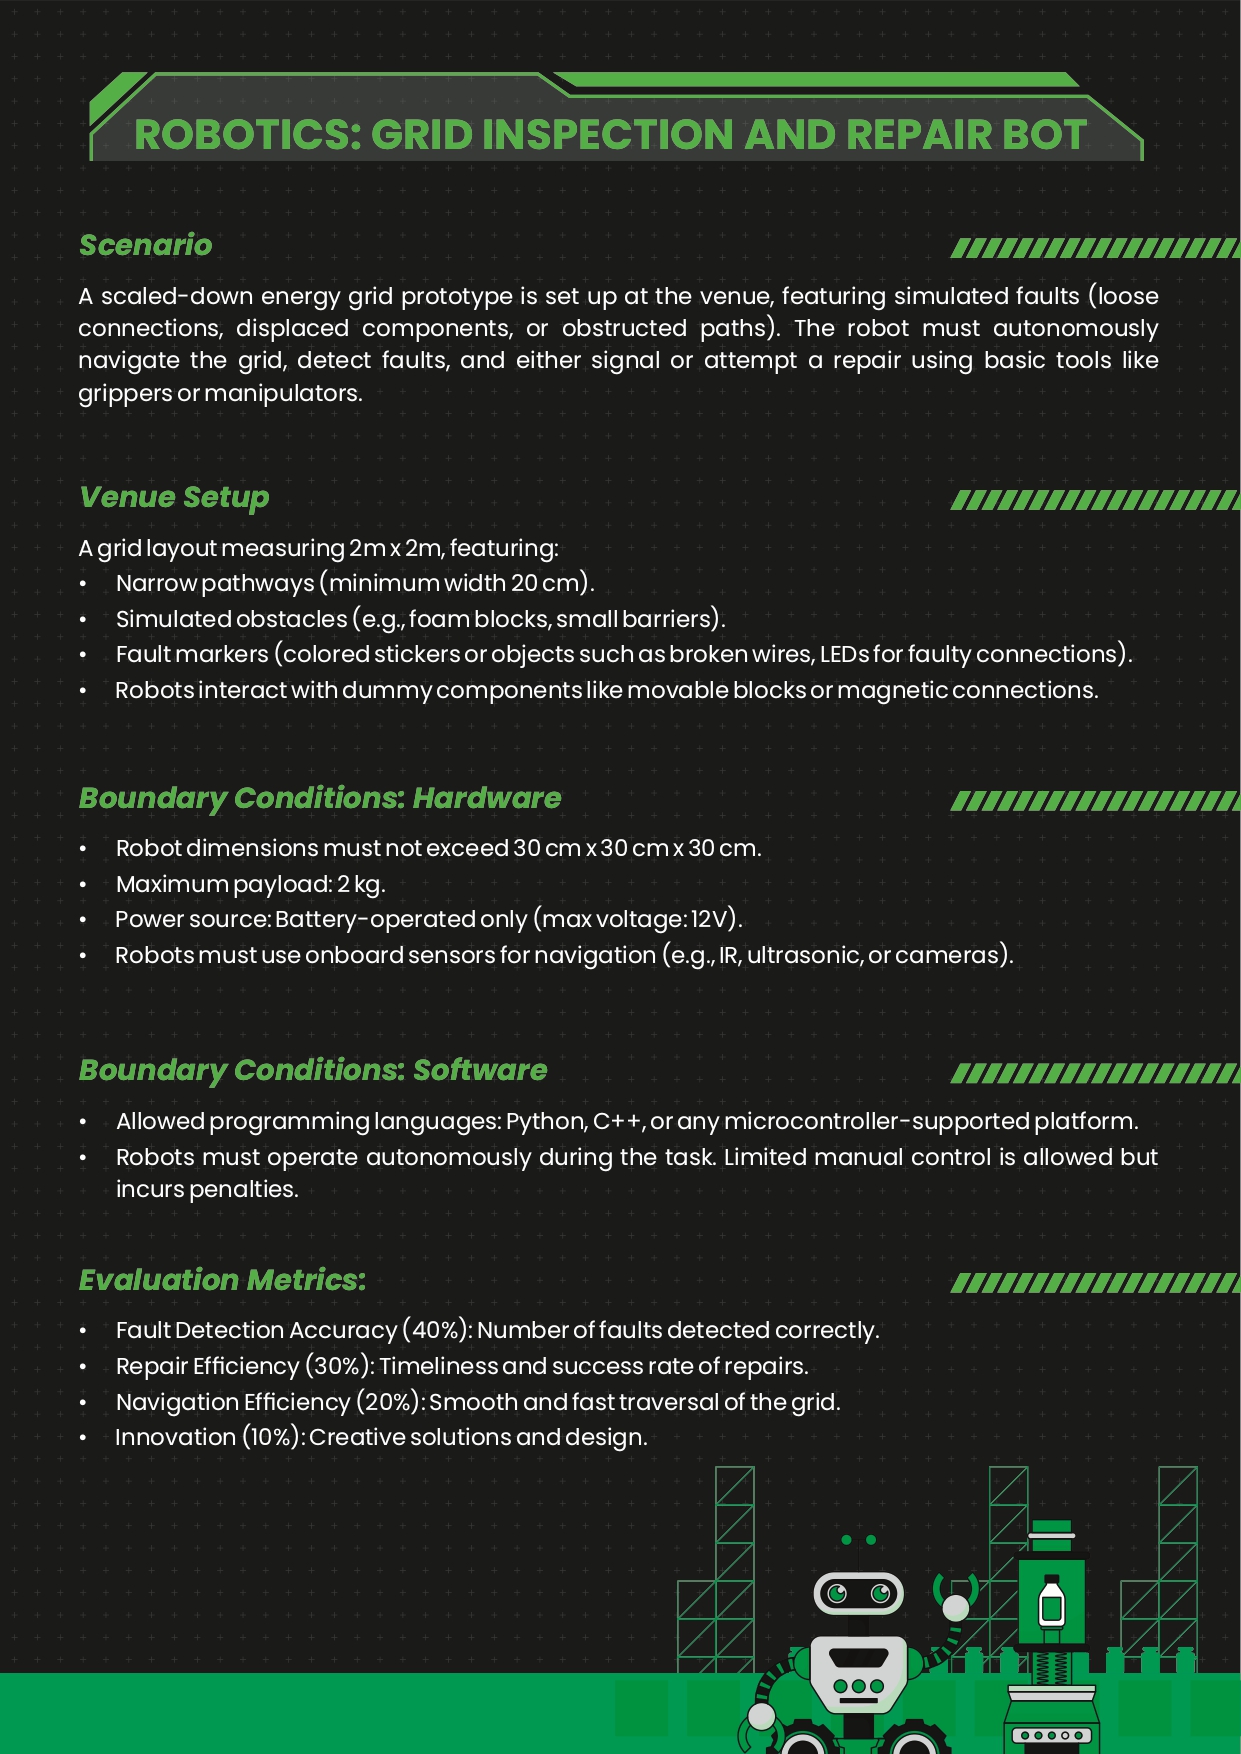 ROBOTICS: GRID INSPECTION AND REPAIR BOT
Scenario
A scaled-down energy grid prototype is set up at the venue, featuring simulated faults (loose
connections, displaced components, or obstructed paths). The robot must autonomously
navigate the grid, detect faults, and either signal or attempt a repair using basic tools like
grippers or manipulators.
Venue Setup
A grid layout measuring 2m x 2m, featuring:
• Narrow pathways (minimum width 20 cm).
• Simulated obstacles (e.g., foam blocks, small barriers).
• Fault markers (colored stickers or objects such as broken wires, LEDs for faulty connections).
• Robots interact with dummy components like movable blocks or magnetic connections.
Boundary Conditions: Hardware
• Robot dimensions must not exceed 30 cm x 30 cm x 30 cm.
• Maximum payload: 2 kg.
• Power source: Battery-operated only (max voltage: 12V).
• Robots must use onboard sensors for navigation (e.g., IR, ultrasonic, or cameras).
Boundary Conditions: Software
• Allowed programming languages: Python, C++, or any microcontroller-supported platform.
• Robots must operate autonomously during the task. Limited manual control is allowed but
incurs penalties.
Evaluation Metrics:
• Fault Detection Accuracy (40%): Number of faults detected correctly.
• Repair Efficiency (30%): Timeliness and success rate of repairs.
• Navigation Efficiency (20%): Smooth and fast traversal of the grid.
• Innovation (10%): Creative solutions and design.